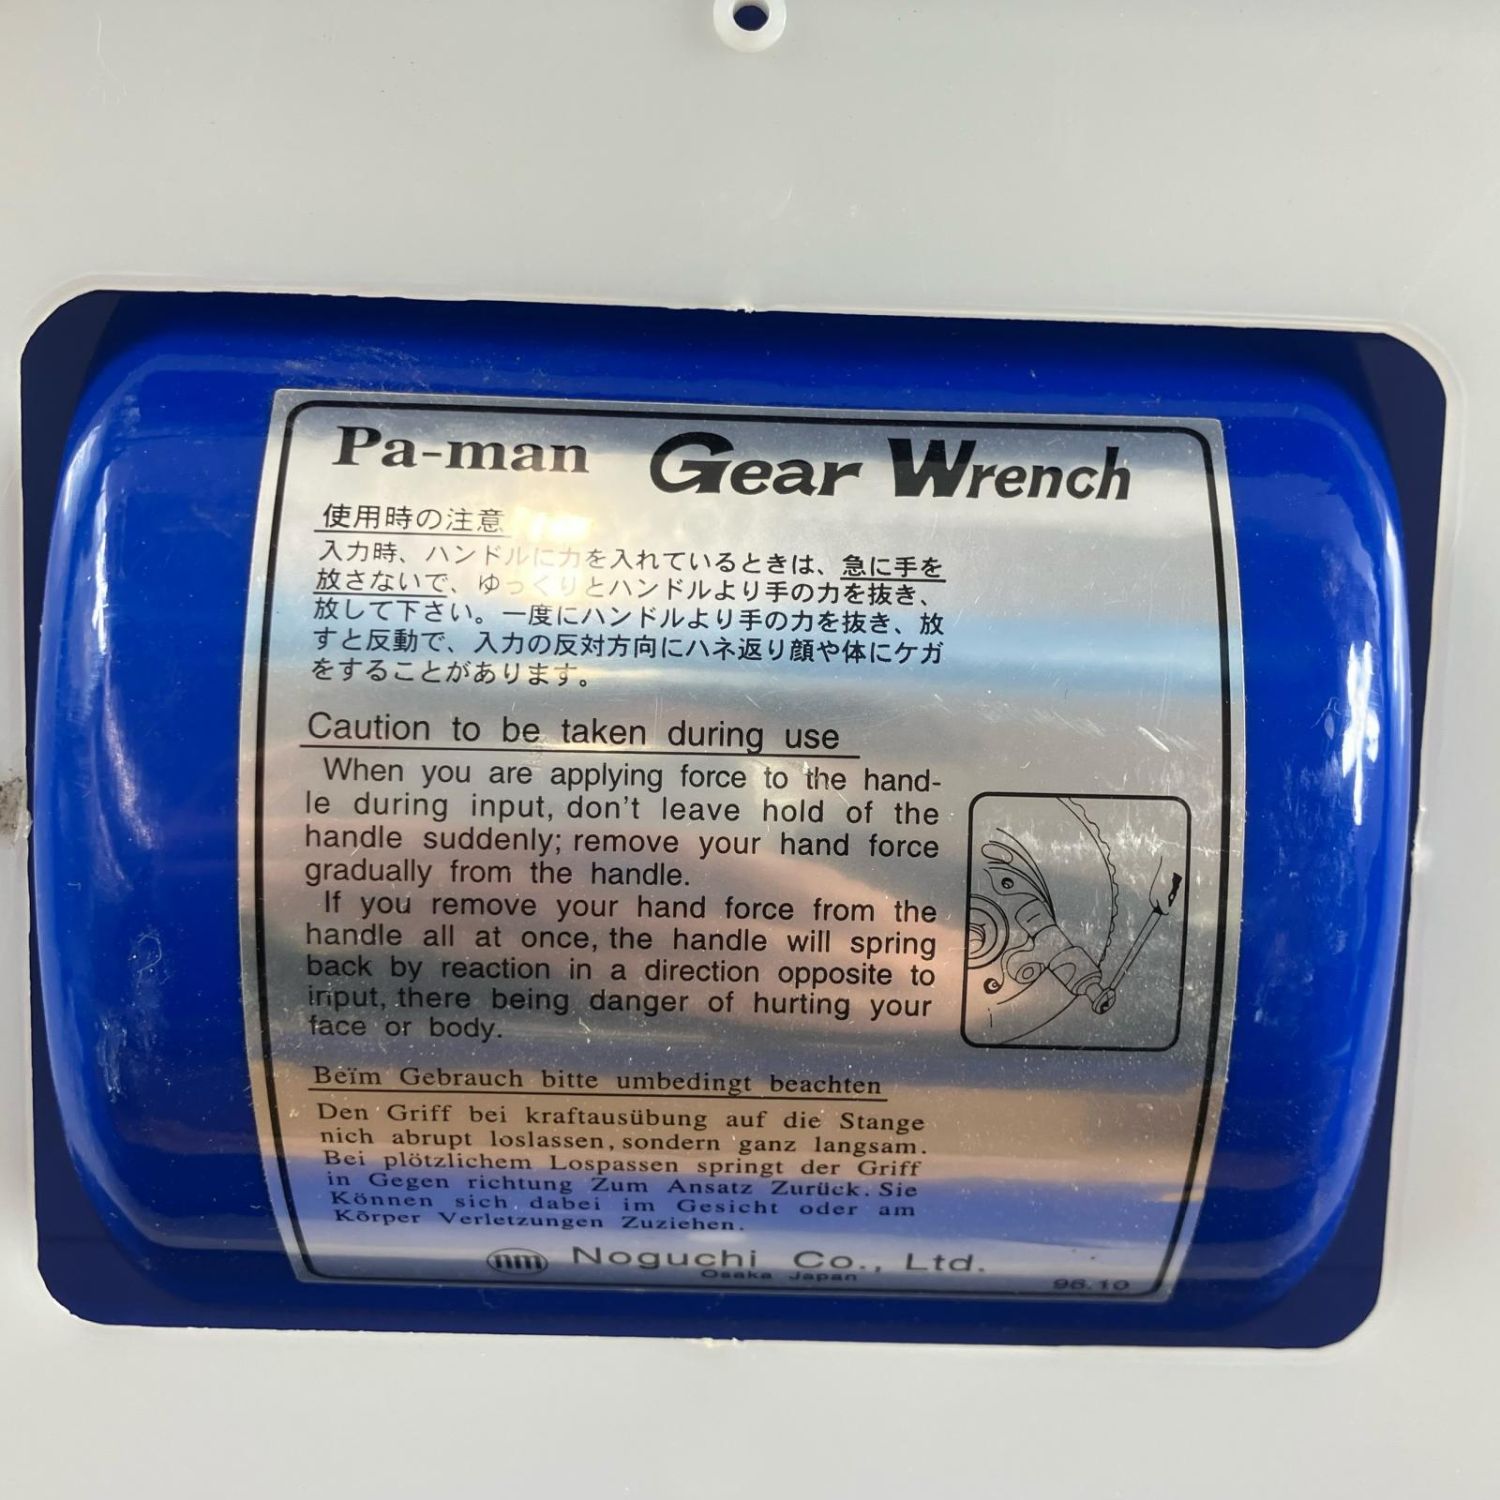 Pa-man Gear Wrench
使用時の注意
入力時、ハンドルに力を入れているときは、急に手を
放さないで、ゆっくりとハンドルより手の力を抜き、
放して下さい。一度にハンドルより手の力を抜き、放
すと反動で、入力の反対方向にハネ返り顔や体にケガ
をすることがあります。
Caution to be taken during use
When you are applying force to the hand-
le during input, don't leave hold of the
handle suddenly; remove your hand force
gradually from the handle.
If you remove your hand force from the
handle all at once, the handle will spring
back by reaction in a direction opposite to
input, there being danger of hurting your
face or body.
Beïm Gebrauch bitte umbedingt beachten
Den Griff bei kraftausübung auf die Stange
nich abrupt loslassen, sondern ganz langsam.
Bei plötzlichem Lospassen springt der Griff
in Gegen richtung Zum Ansatz Zurück. Sie
Können sich dabei im Gesicht oder am
Körper Verletzungen Zuziehen.
nm Noguchi Co., Ltd.
Osaka Japan